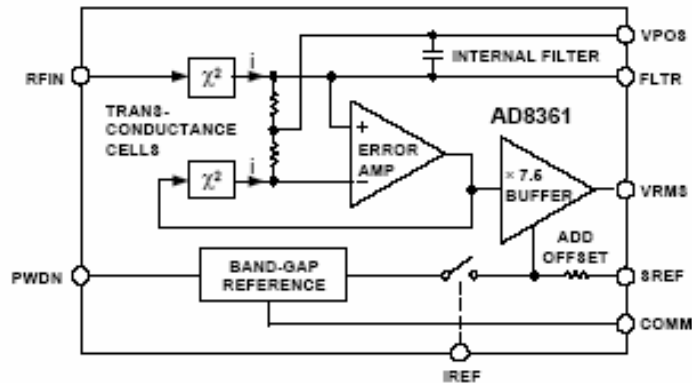 VPOS
INTERNAL FILTER
RFIN
χ²
i
FLTR
TRANS-
CONDUCTANCE
CELLS
AD8361
+
ERROR
AMP
−
χ²
i
× 7.5
BUFFER
VRMS
ADD
OFFSET
PWDN
BAND-GAP
REFERENCE
SREF
COMM
IREF